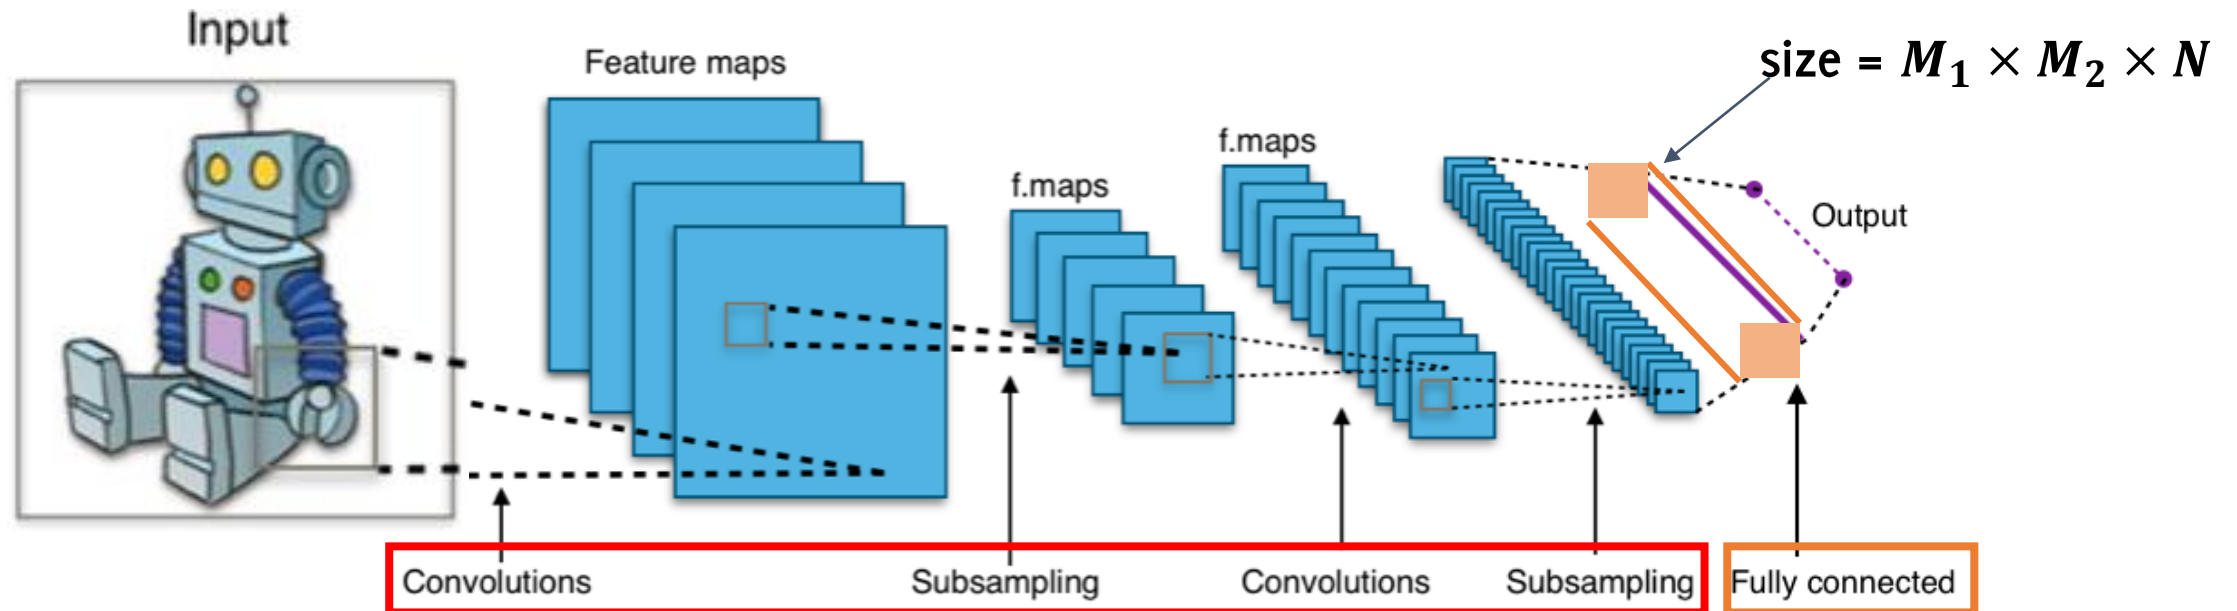 Input
Feature maps
f.maps
f.maps
size = M₁ × M₂ × N
Output
Convolutions
Subsampling
Convolutions
Subsampling
Fully connected